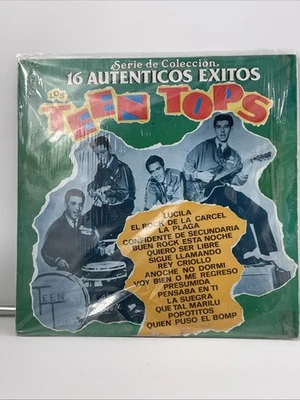 Serie de Colección
16 AUTENTICOS EXITOS
LOS
TEEN TOPS
LUCILA
EL ROCK DE LA CARCEL
LA PLAGA
CONFIDENTE DE SECUNDARIA
BUEN ROCK ESTA NOCHE
QUIERO SER LIBRE
SIGUE LLAMANDO
REY CRIOLLO
ANOCHE NO DORMI
VOY BIEN O ME REGRESO
PRESUMIDA
PENSABA EN TI
LA SUEGRA
QUE TAL MARILU
POPOTITOS
QUIEN PUSO EL BOMP
TEEN